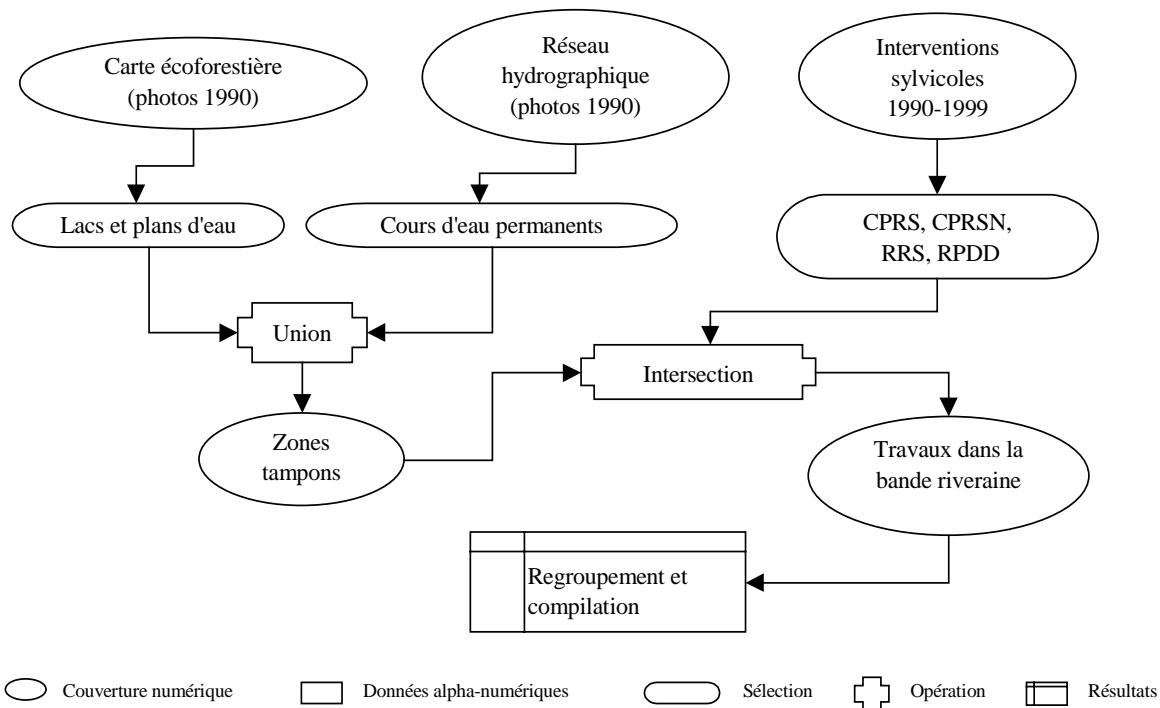 Carte écoforestière
(photos 1990)
Réseau
hydrographique
(photos 1990)
Interventions
sylvicoles
1990-1999
Lacs et plans d'eau
Cours d'eau permanents
CPRS, CPRSN,
RRS, RPDD
Union
Intersection
Zones
tampons
Travaux dans la
bande riveraine
Regroupement et
compilation
Couverture numérique
Données alpha-numériques
Sélection
Opération
Résultats